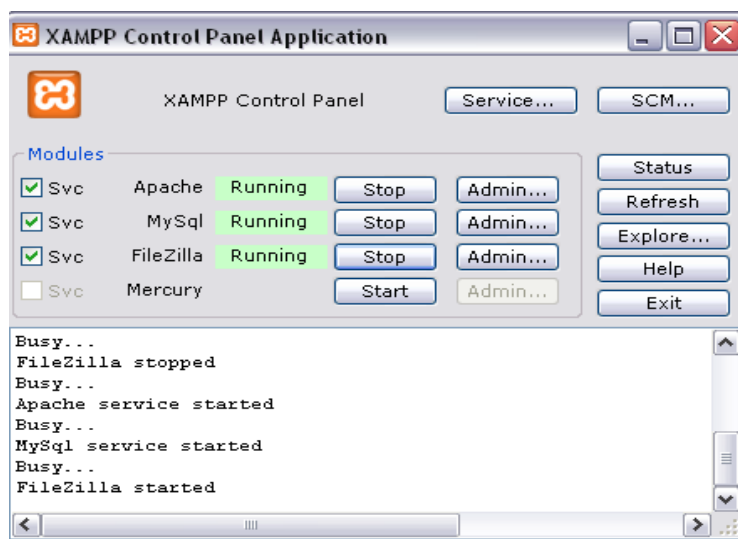 XAMPP Control Panel Application
XAMPP Control Panel Service... SCM...
Modules
Svc Apache Running Stop Admin...
Svc MySql Running Stop Admin...
Svc FileZilla Running Stop Admin...
Svc Mercury Start Admin...
Status
Refresh
Explore...
Help
Exit
Busy...
FileZilla stopped
Busy...
Apache service started
Busy...
MySql service started
Busy...
FileZilla started